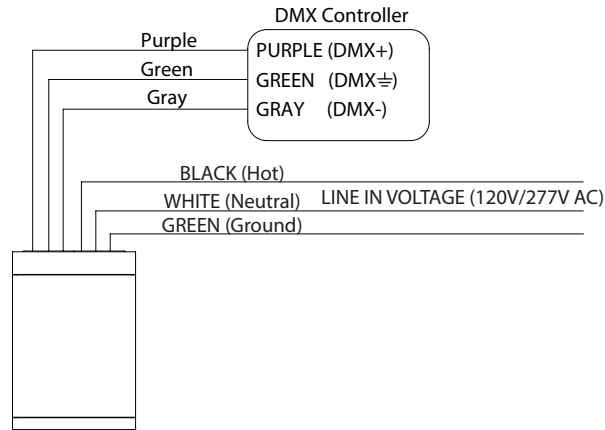 DMX Controller
Purple
PURPLE (DMX+)
Green
GREEN (DMX⏚)
Gray
GRAY (DMX-)
BLACK (Hot)
WHITE (Neutral)
LINE IN VOLTAGE (120V/277V AC)
GREEN (Ground)